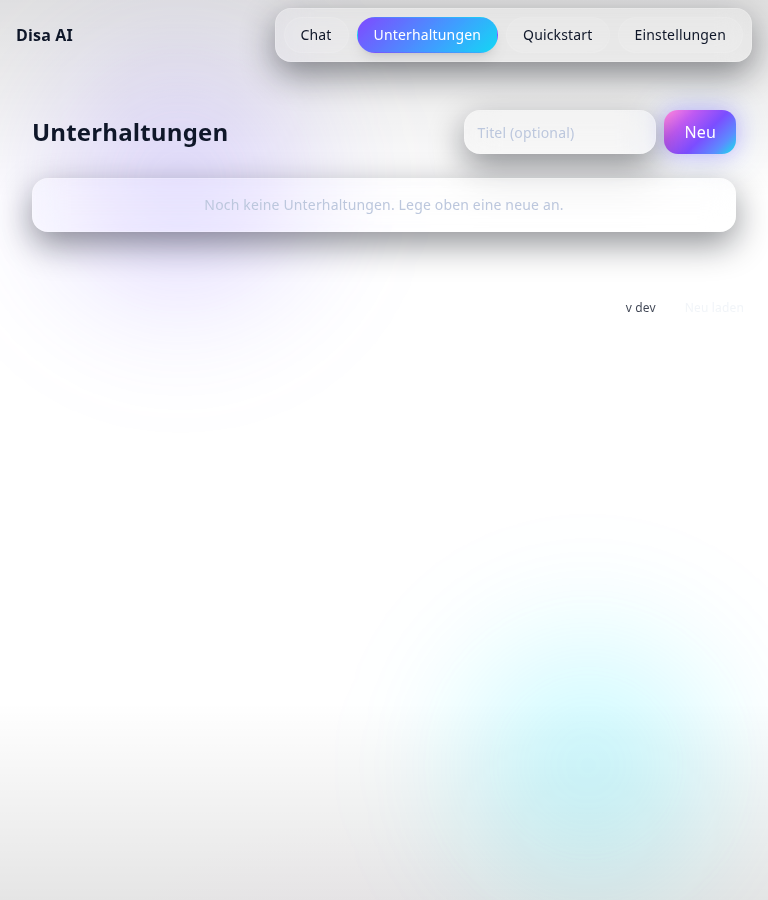 Disa AI
Chat Unterhaltungen Quickstart Einstellungen
Unterhaltungen
Titel (optional) Neu
Noch keine Unterhaltungen. Lege oben eine neue an.
v dev Neu laden